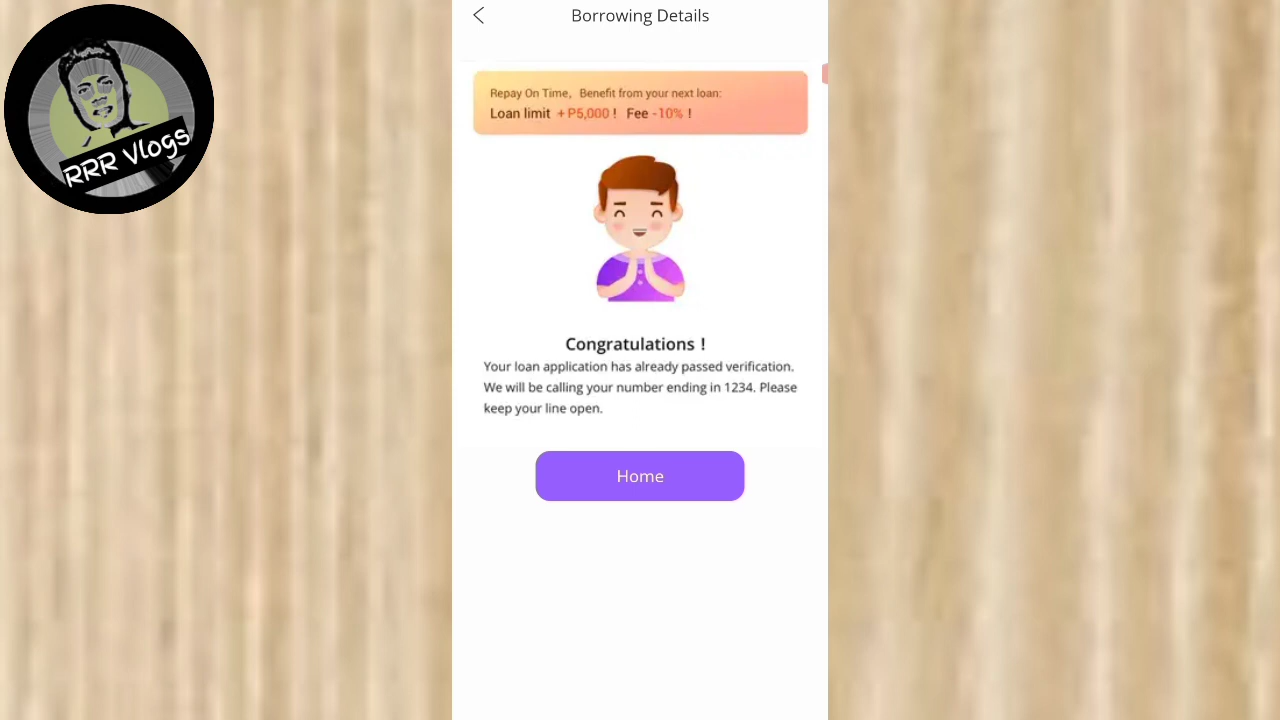 RRR Vlogs
Borrowing Details
Repay On Time, Benefit from your next loan:
Loan limit +P5,000 ! Fee -10% !
Congratulations !
Your loan application has already passed verification.
We will be calling your number ending in 1234. Please
keep your line open.
Home